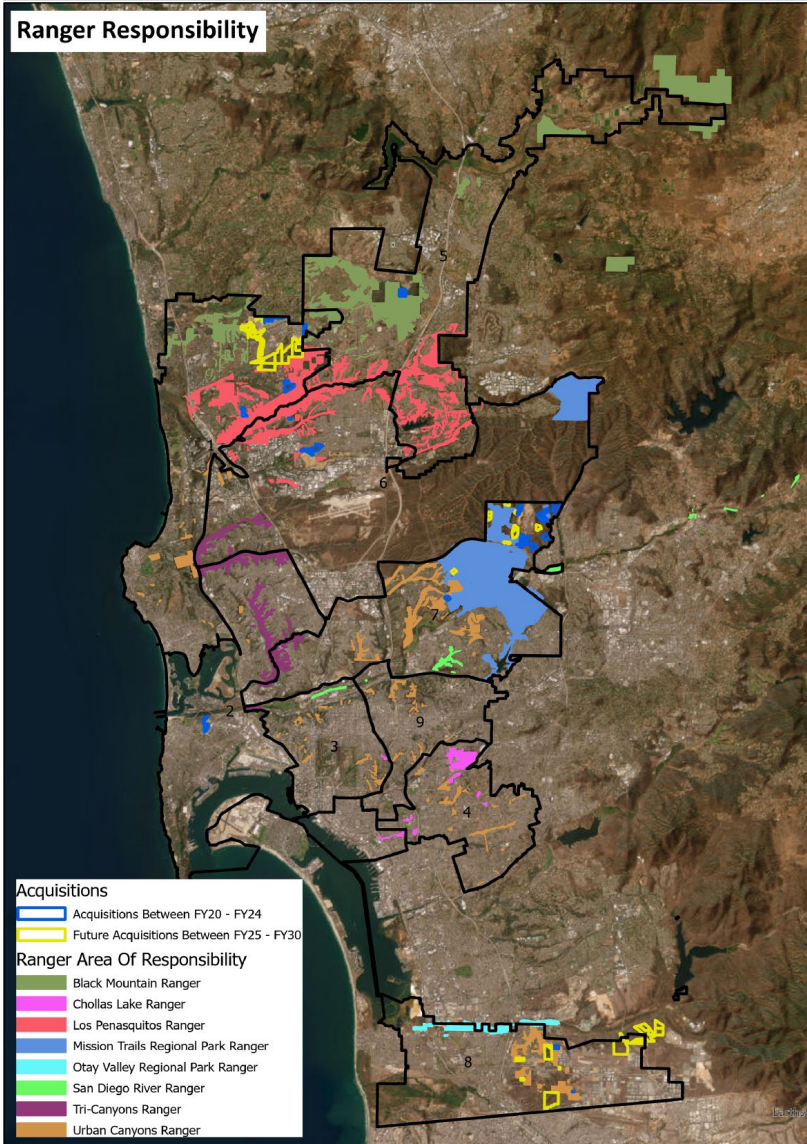 Ranger Responsibility
5
1
6
7
2
9
3
4
8
Acquisitions
Acquisitions Between FY20 - FY24
Future Acquisitions Between FY25 - FY30
Ranger Area Of Responsibility
Black Mountain Ranger
Chollas Lake Ranger
Los Penasquitos Ranger
Mission Trails Regional Park Ranger
Otay Valley Regional Park Ranger
San Diego River Ranger
Tri-Canyons Ranger
Urban Canyons Ranger